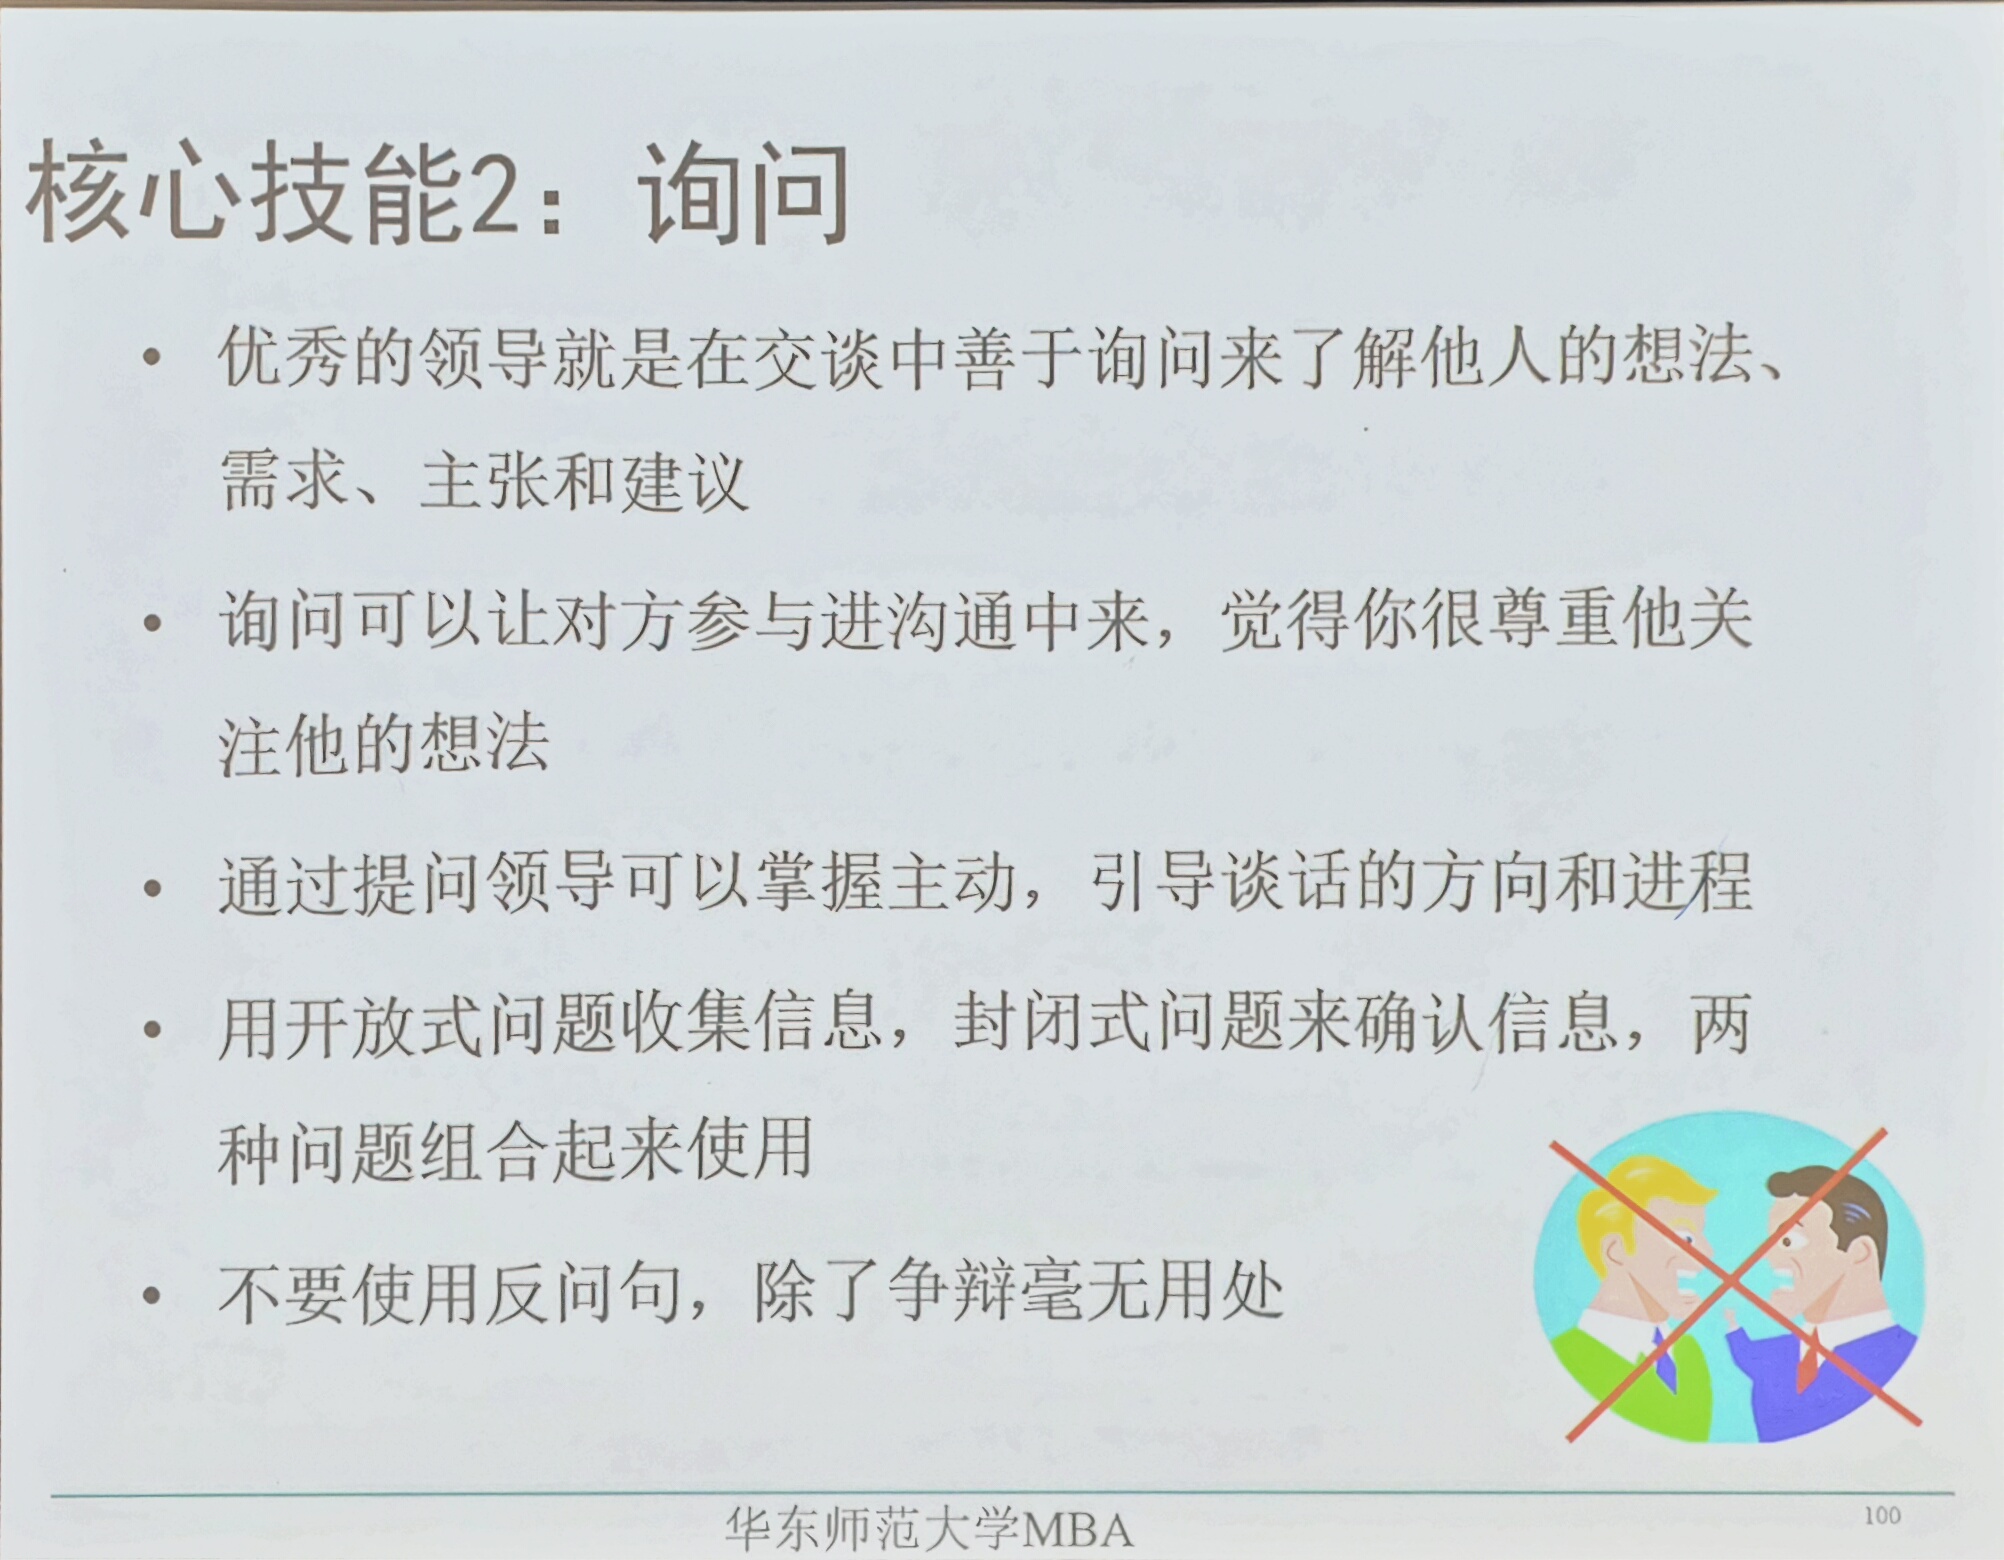 核心技能2：询问
• 优秀的领导就是在交谈中善于询问来了解他人的想法、
需求、主张和建议
• 询问可以让对方参与进沟通中来，觉得你很尊重他关
注他的想法
• 通过提问领导可以掌握主动，引导谈话的方向和进程
• 用开放式问题收集信息，封闭式问题来确认信息，两
种问题组合起来使用
• 不要使用反问句，除了争辩毫无用处
华东师范大学MBA
100